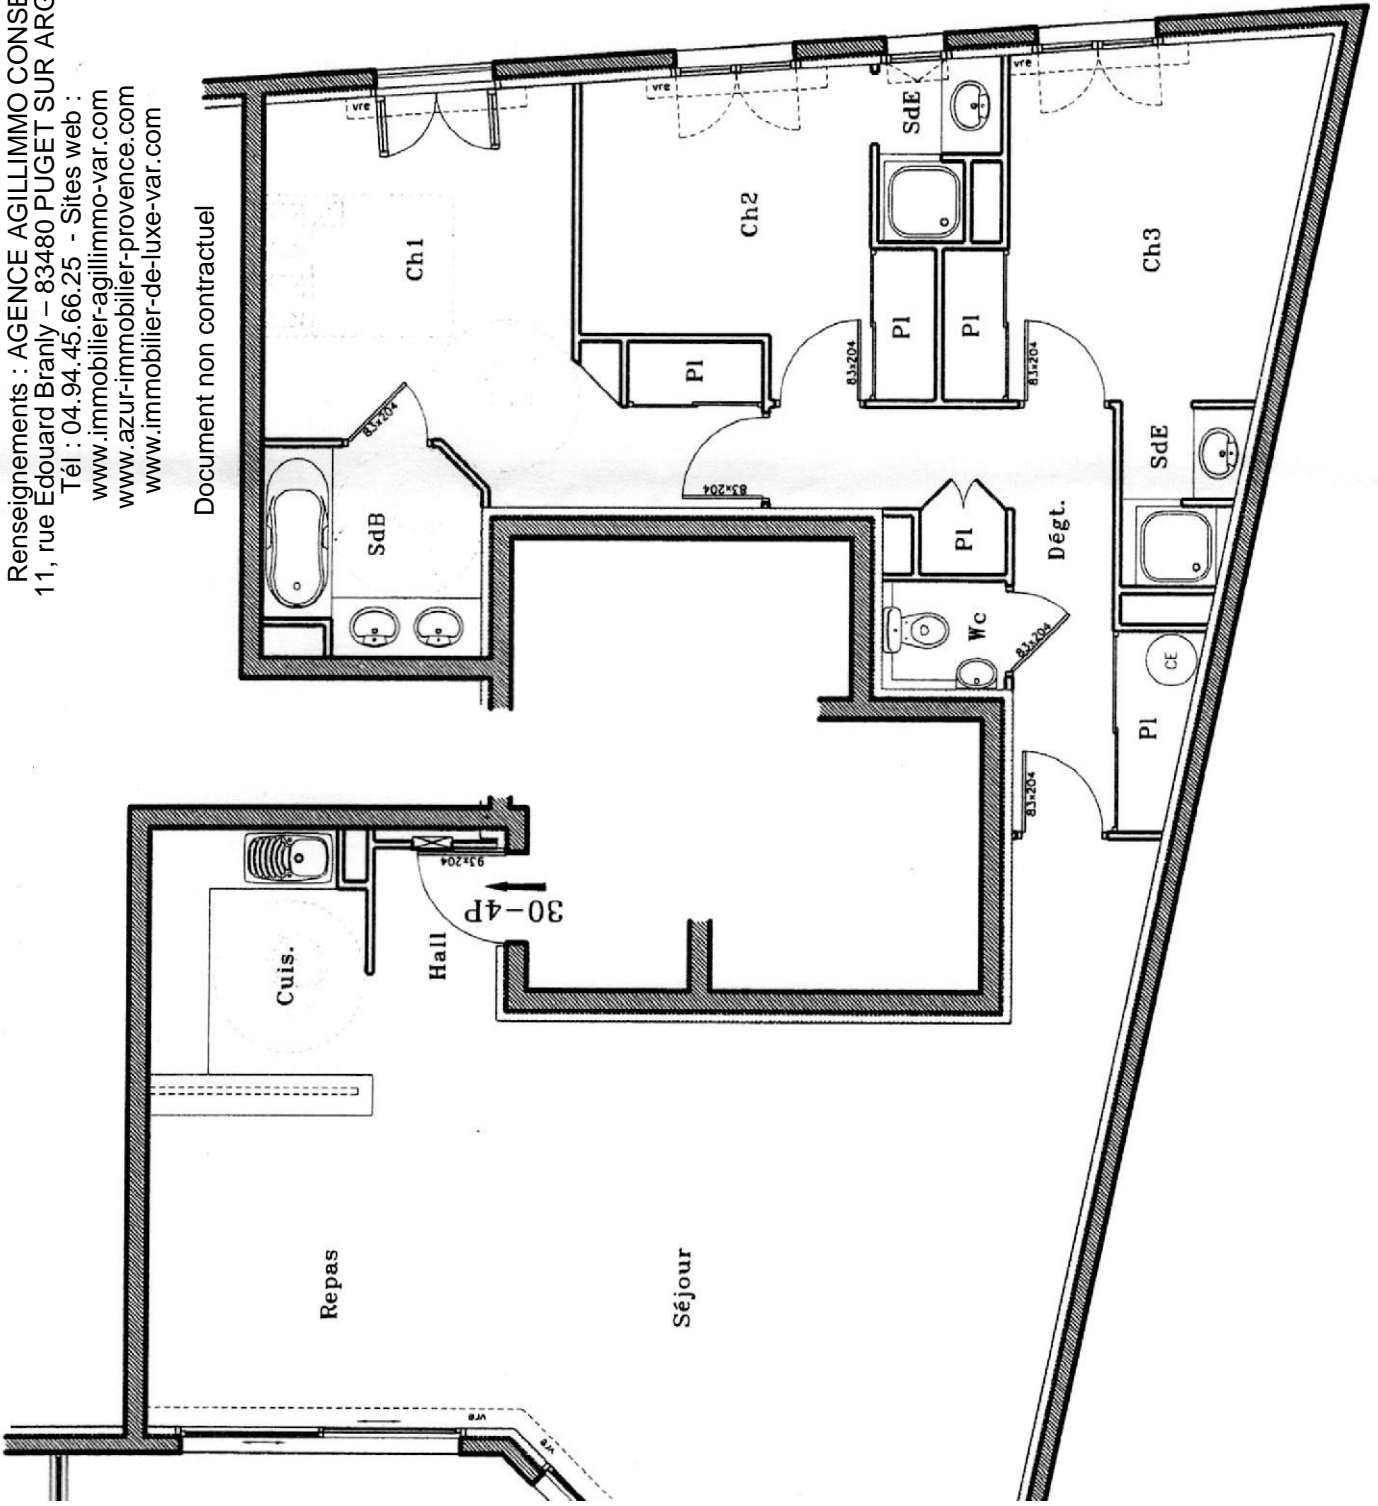 Renseignements : AGENCE AGILLIMMO CONSE
11, rue Edouard Branly – 83480 PUGET SUR ARG
Tél : 04.94.45.66.25 - Sites web :
www.immobilier-agillimmo-var.com
www.azur-immobilier-provence.com
www.immobilier-de-luxe-var.com
Document non contractuel
vre
vre
vre
Ch1
Ch2
SdE
Ch3
Pl
Pl
Pl
83x204
83x204
83x204
83x204
SdB
SdE
Pl
Dégt.
Wc
83x204
CE
Pl
83x204
93x204
30-4P
Cuis.
Hall
Repas
Séjour
vre
vre